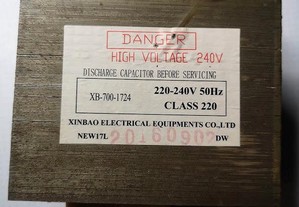 DANGER
HIGH VOLTAGE 240V
DISCHARGE CAPACITOR BEFORE SERVICING
XB-700-1724
220-240V 50Hz
CLASS 220
XINBAO ELECTRICAL EQUIPMENTS CO.,LTD
NEW17L 20160902 DW